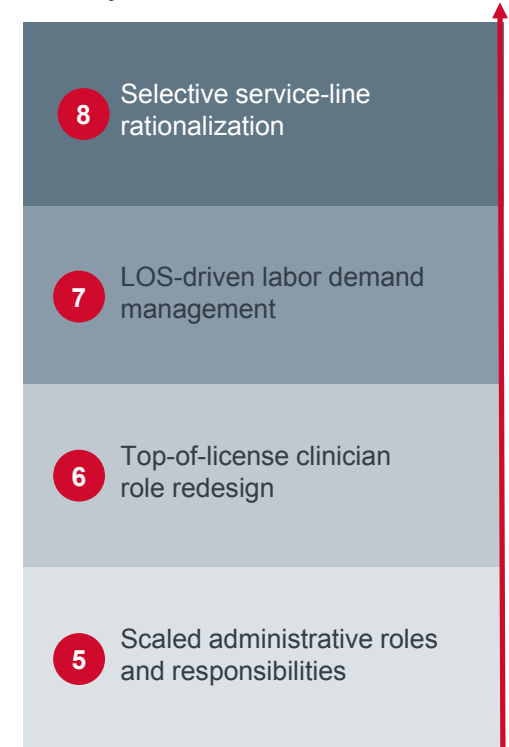 8
Selective service-line
rationalization
7
LOS-driven labor demand
management
6
Top-of-license clinician
role redesign
5
Scaled administrative roles
and responsibilities